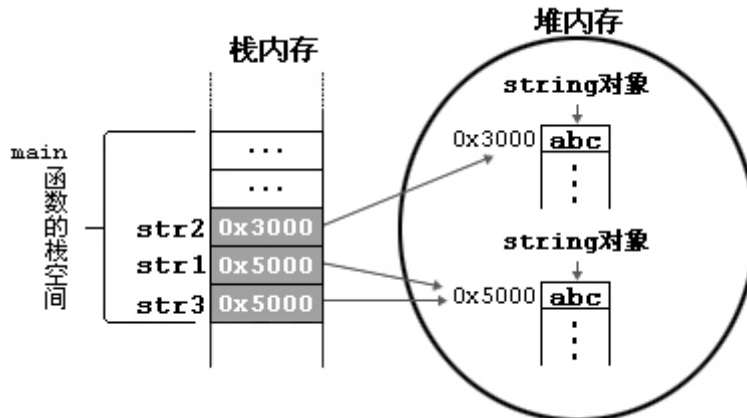 栈内存
堆内存
main
函数的栈空间
...
...
str2 0x3000
str1 0x5000
str3 0x5000
string对象
0x3000 abc
string对象
0x5000 abc